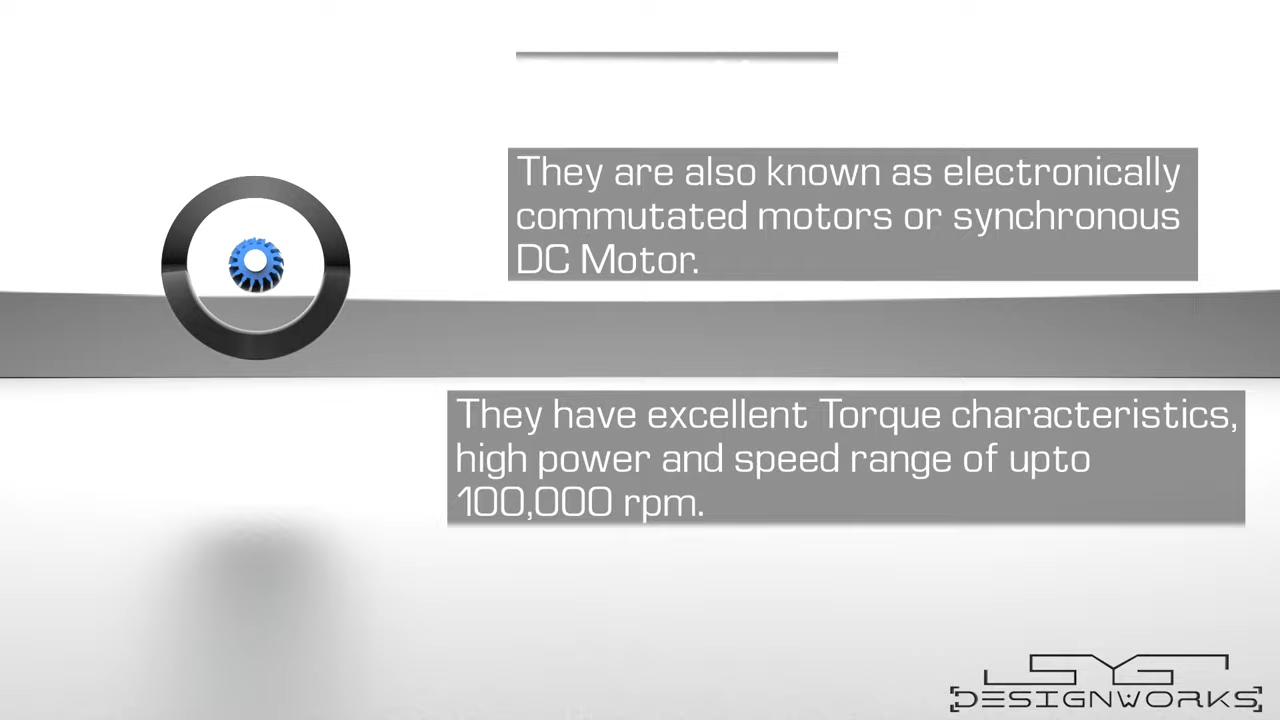 They are also known as electronically
commutated motors or synchronous
DC Motor.
They have excellent Torque characteristics,
high power and speed range of upto
100,000 rpm.
SYST
DESIGNWORKS